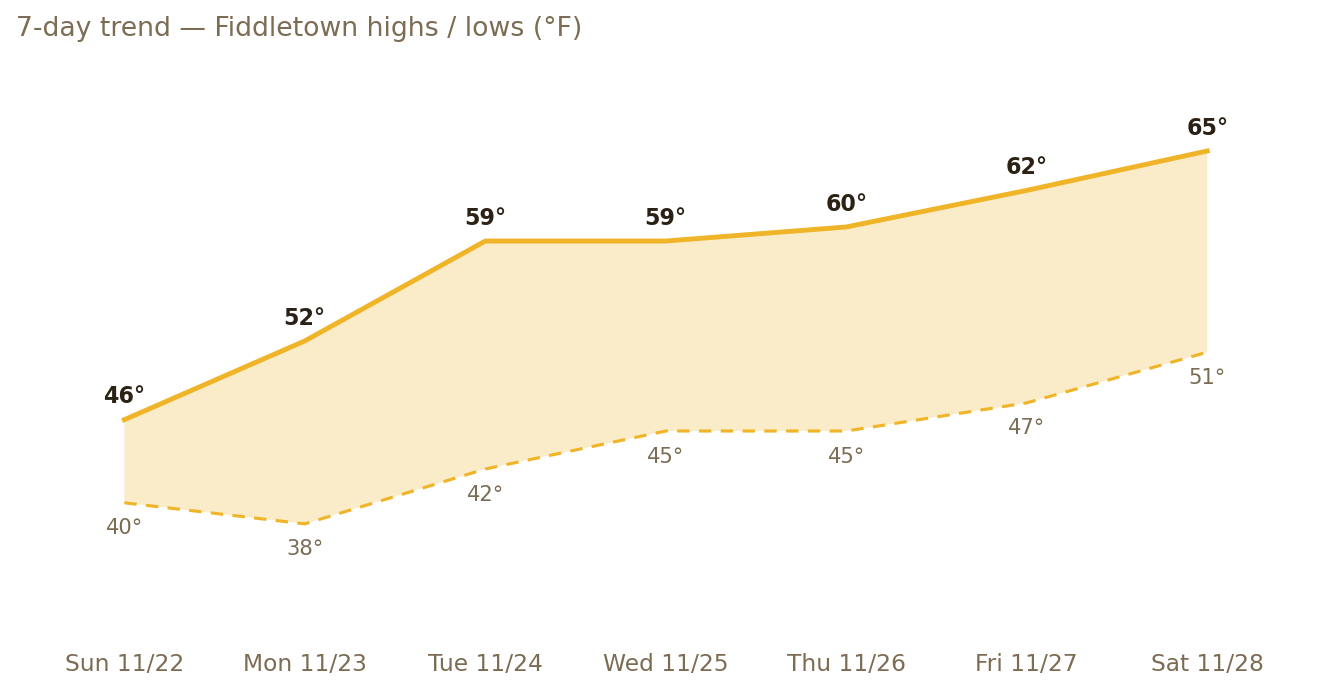 7-day trend — Fiddletown highs / lows (°F)
46° 52° 59° 59° 60° 62° 65°
40° 38° 42° 45° 45° 47° 51°
Sun 11/22 Mon 11/23 Tue 11/24 Wed 11/25 Thu 11/26 Fri 11/27 Sat 11/28